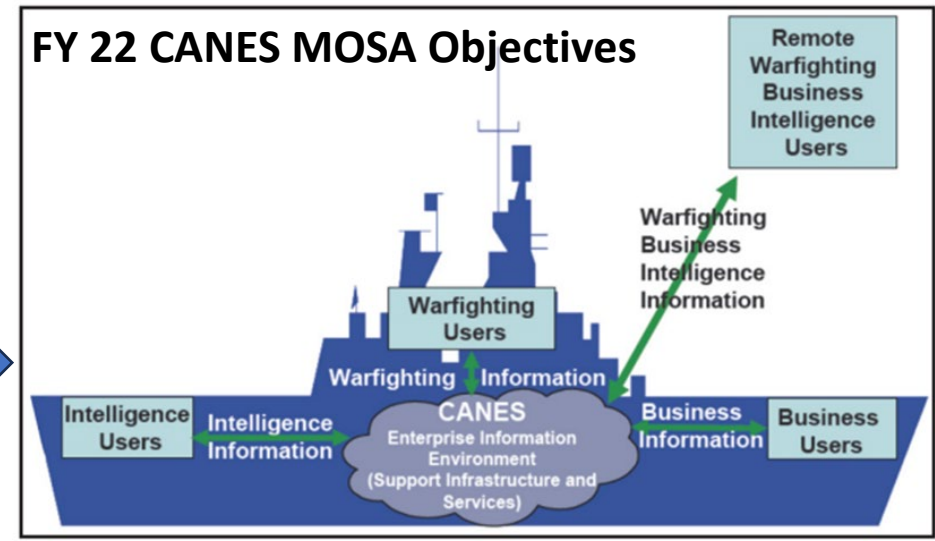 FY 22 CANES MOSA Objectives
Remote
Warfighting
Business
Intelligence
Users
Warfighting
Business
Intelligence
Information
Warfighting
Users
Warfighting Information
Intelligence
Users
Intelligence
Information
CANES
Enterprise Information
Environment
(Support Infrastructure and
Services)
Business
Information
Business
Users